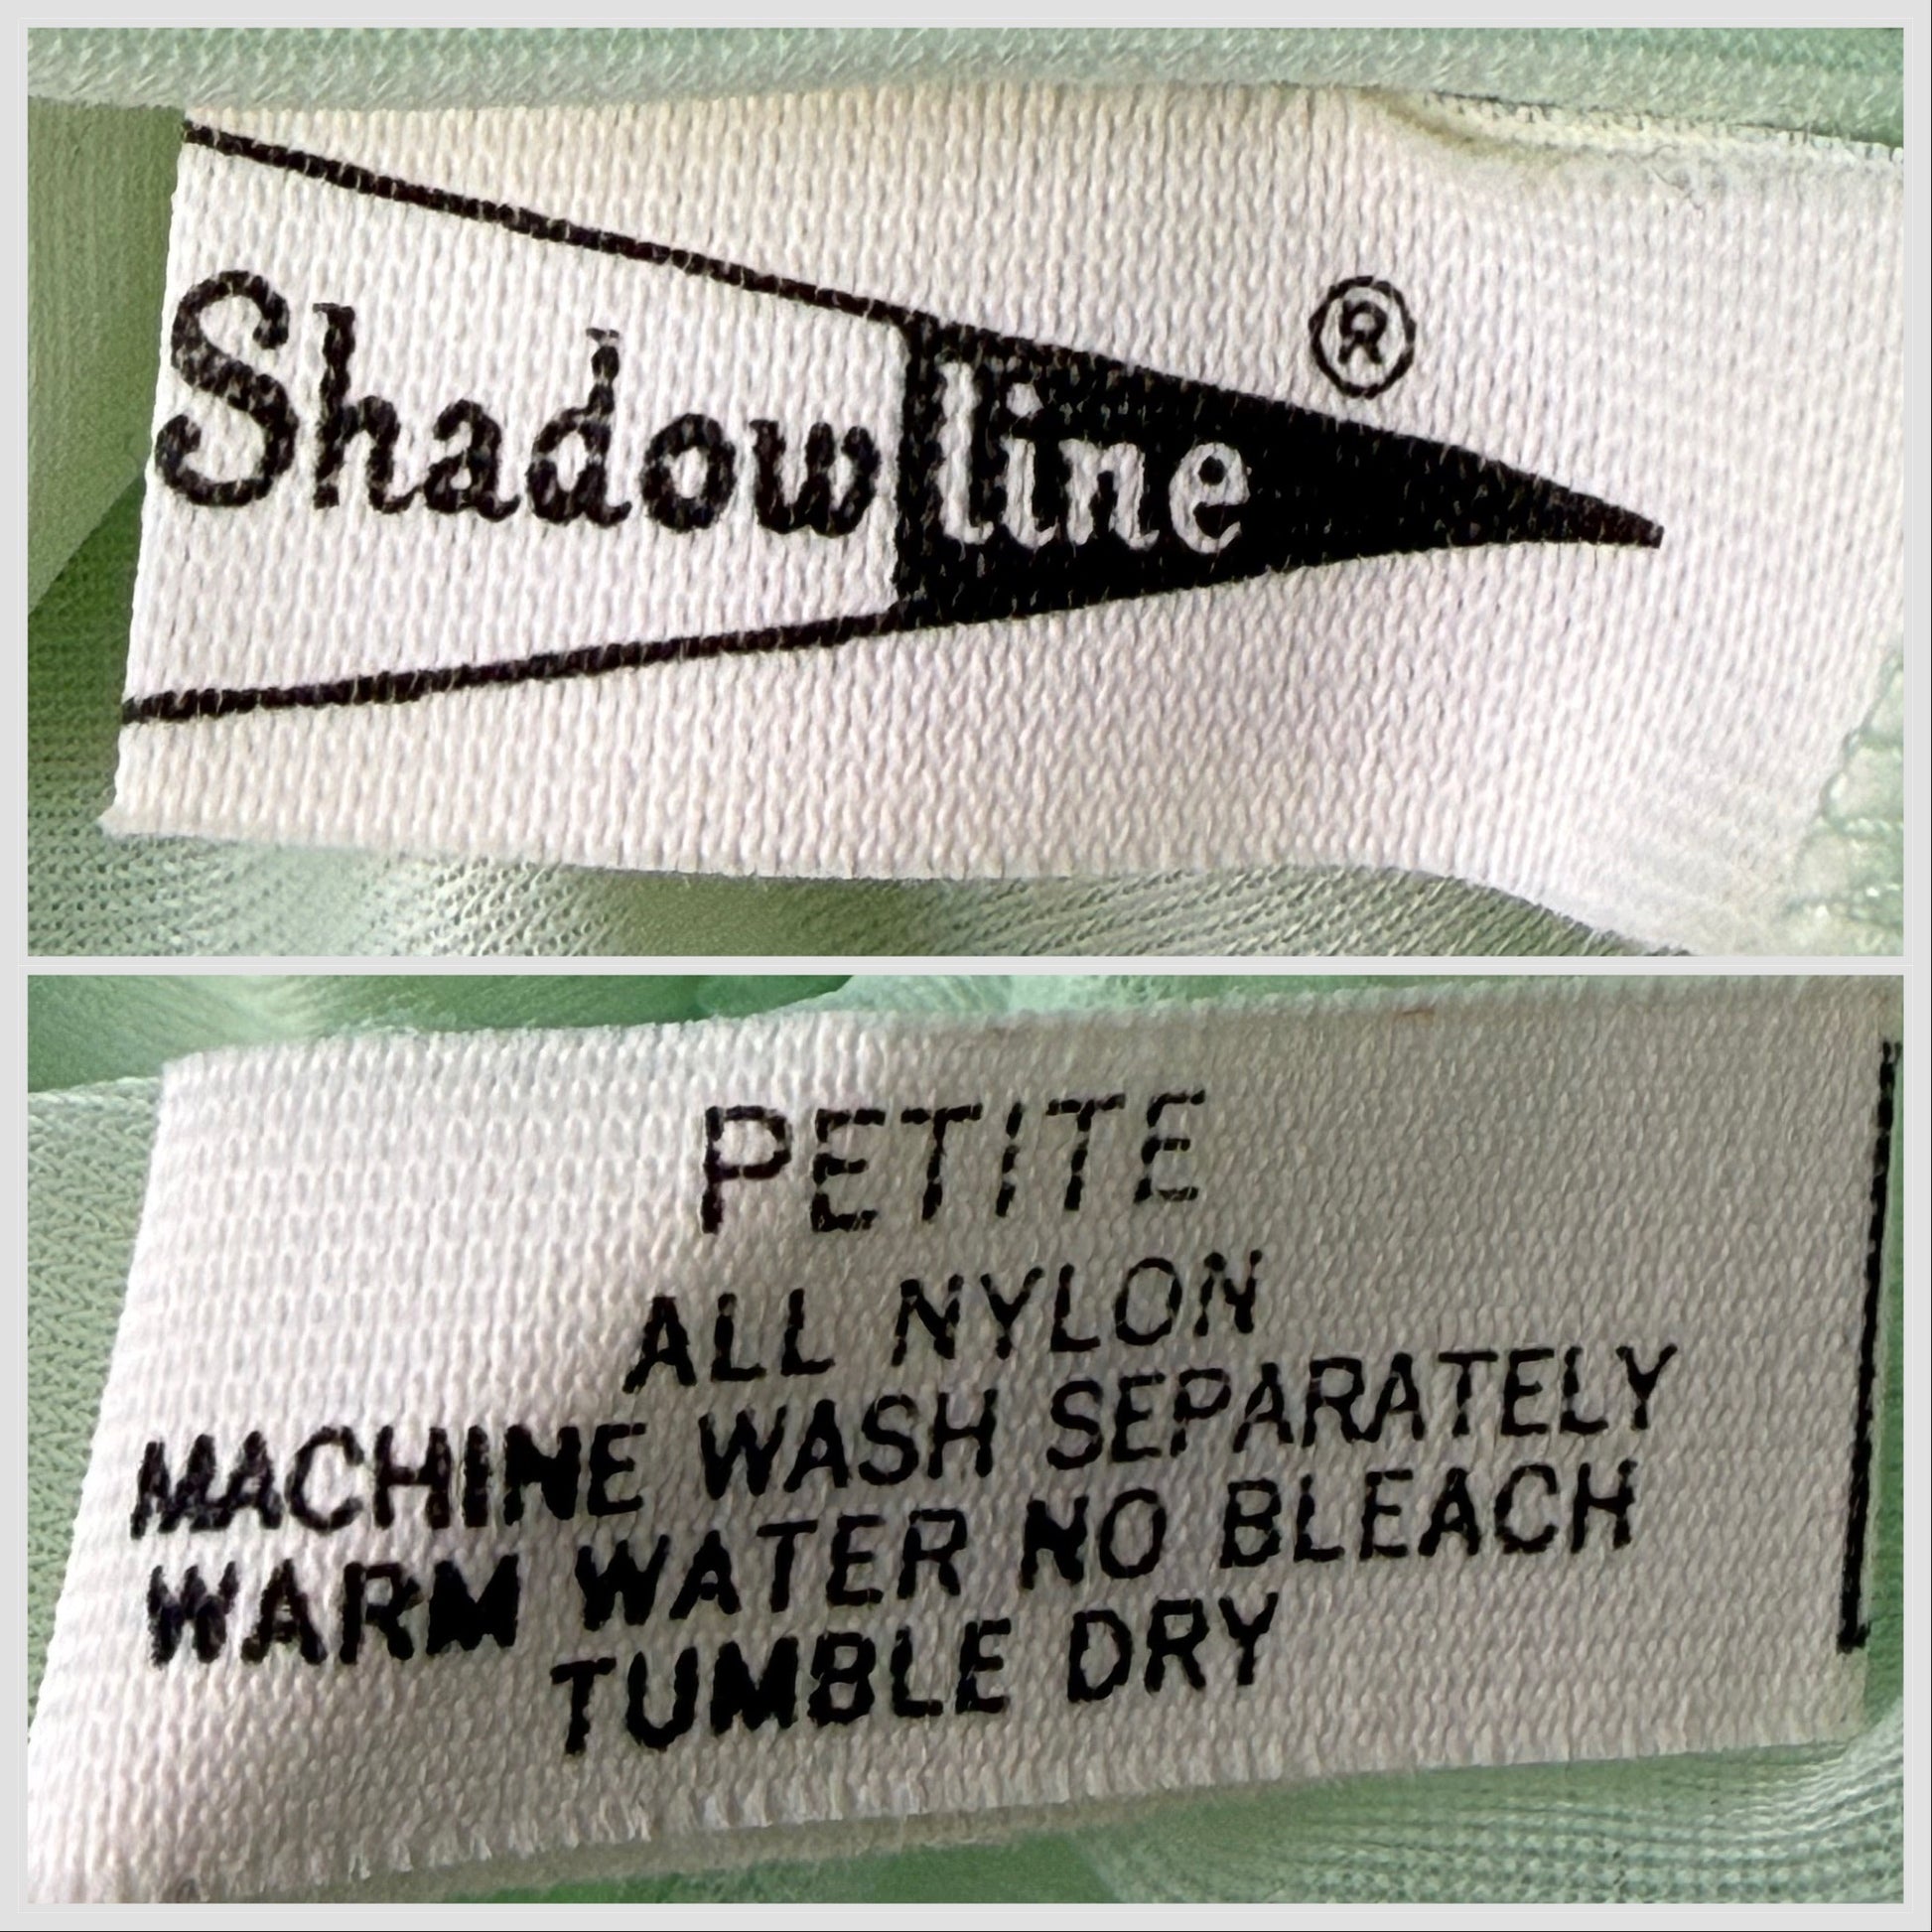 Shadowline ®
PETITE
ALL NYLON
MACHINE WASH SEPARATELY
WARM WATER NO BLEACH
TUMBLE DRY